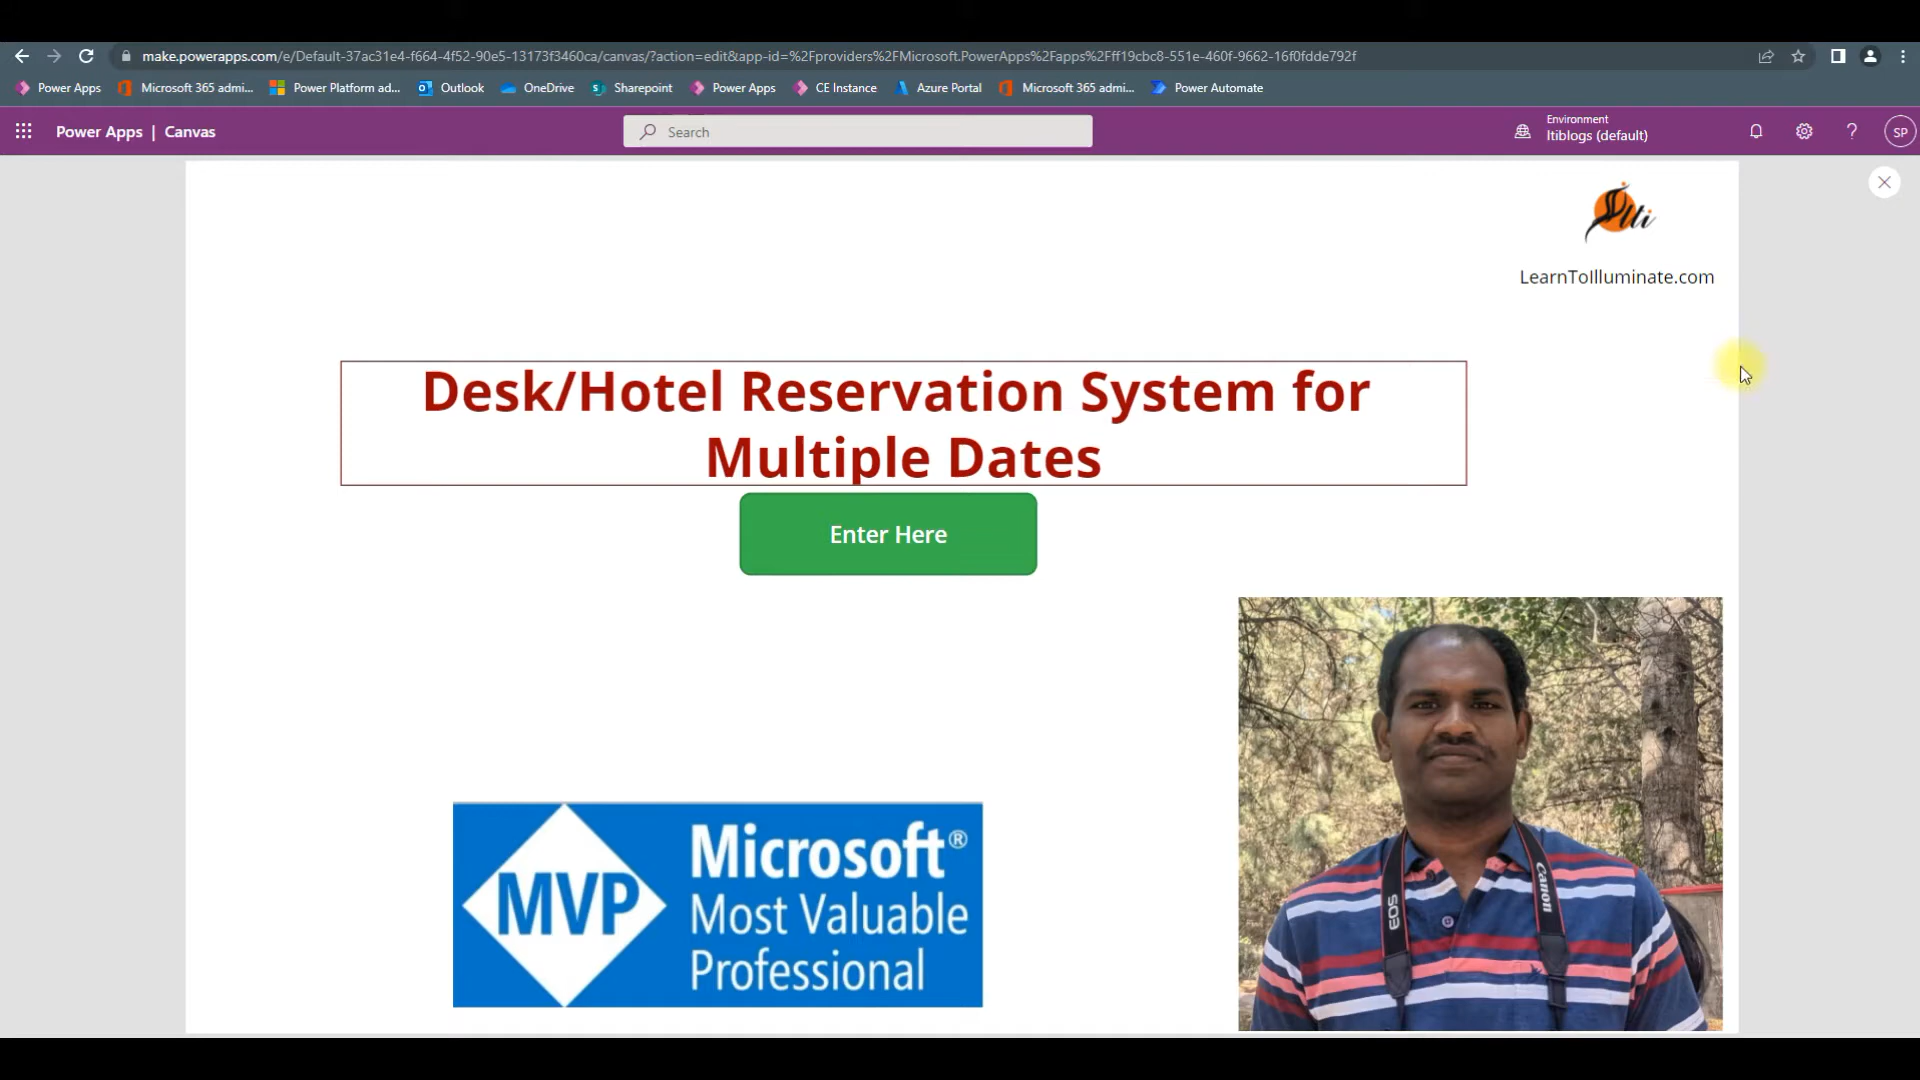 make.powerapps.com/e/Default-37ac31e4-f664-4f52-90e5-13173f3460ca/canvas/?action=edit&app-id=%2Fproviders%2FMicrosoft.PowerApps%2Fapps%2Fff19cbc8-551e-460f-9662-16f0fdde792f
Power Apps Microsoft 365 admi... Power Platform ad... Outlook OneDrive Sharepoint Power Apps CE Instance Azure Portal Microsoft 365 admi... Power Automate
Power Apps | Canvas
Search
Environment
ltiblogs (default)
SP
lti
LearnToIlluminate.com
Desk/Hotel Reservation System for
Multiple Dates
Enter Here
MVP
Microsoft®
Most Valuable
Professional
EOS
Canon